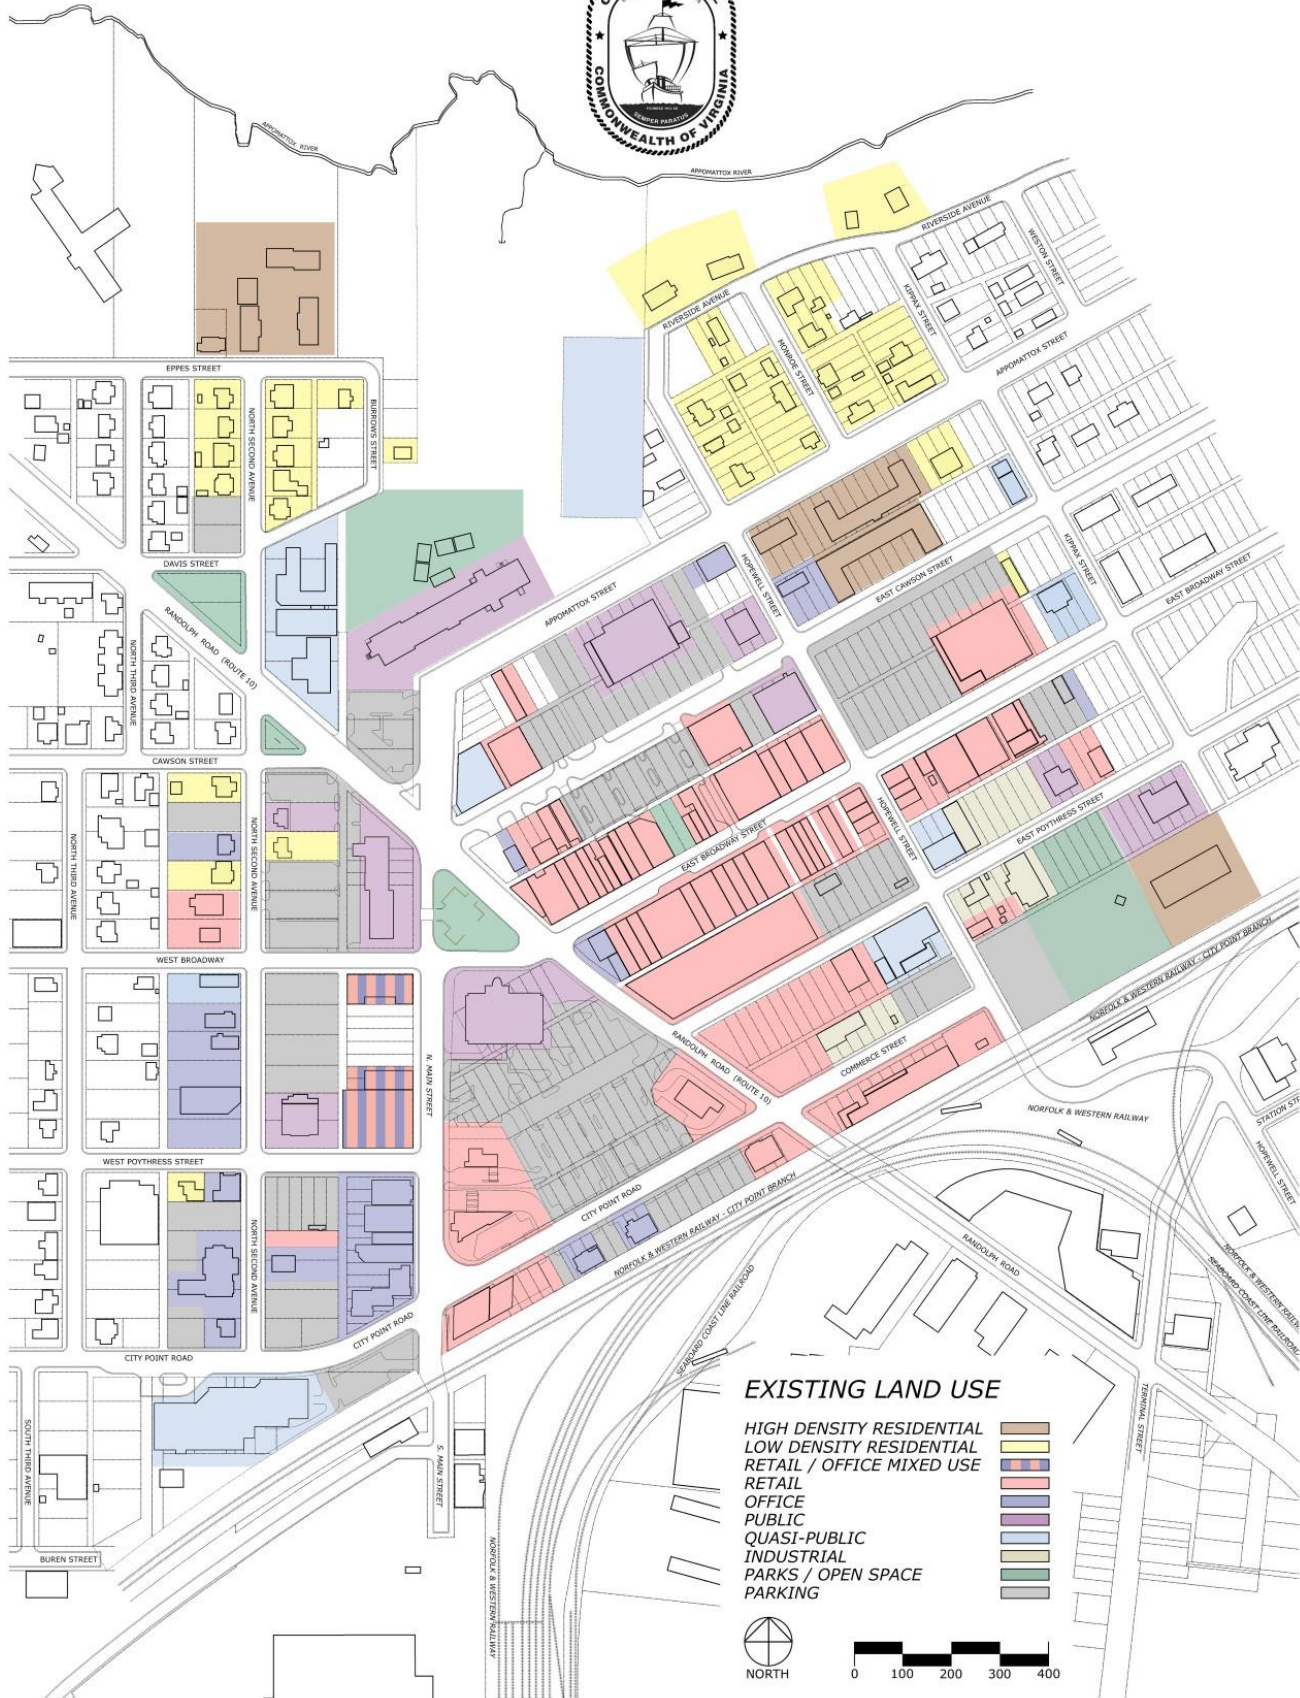 COMMONWEALTH OF VIRGINIA
SEMPER PARATUS
APPOMATTOX RIVER
APPOMATTOX RIVER
RIVERSIDE AVENUE
WESTON STREET
KIPPAX STREET
RIVERSIDE AVENUE
MONROE STREET
APPOMATTOX STREET
EPPES STREET
BURROWS STREET
NORTH SECOND AVENUE
DAVIS STREET
RANDOLPH ROAD (ROUTE 10)
NORTH THIRD AVENUE
APPOMATTOX STREET
HOPEWELL STREET
EAST CAWSON STREET
KIPPAX STREET
EAST BROADWAY STREET
CAWSON STREET
NORTH THIRD AVENUE
NORTH SECOND AVENUE
EAST BROADWAY STREET
HOPEWELL STREET
EAST POYTHRESS STREET
WEST BROADWAY
NORFOLK & WESTERN RAILWAY - CITY POINT BRANCH
N. MAIN STREET
RANDOLPH ROAD (ROUTE 10)
COMMERCE STREET
NORFOLK & WESTERN RAILWAY
STATION ST
HOPEWELL STREET
WEST POYTHRESS STREET
CITY POINT ROAD
NORFOLK & WESTERN RAILWAY - CITY POINT BRANCH
NORTH SECOND AVENUE
RANDOLPH ROAD
NORFOLK & WESTERN RAILW
SEABOARD COAST LINE RAILROAD
SEABOARD COAST LINE RAILROAD
CITY POINT ROAD
CITY POINT ROAD
SOUTH THIRD AVENUE
S. MAIN STREET
TERMINAL STREET
BUREN STREET
NORFOLK & WESTERN RAILWAY
EXISTING LAND USE
HIGH DENSITY RESIDENTIAL
LOW DENSITY RESIDENTIAL
RETAIL / OFFICE MIXED USE
RETAIL
OFFICE
PUBLIC
QUASI-PUBLIC
INDUSTRIAL
PARKS / OPEN SPACE
PARKING
NORTH
0 100 200 300 400